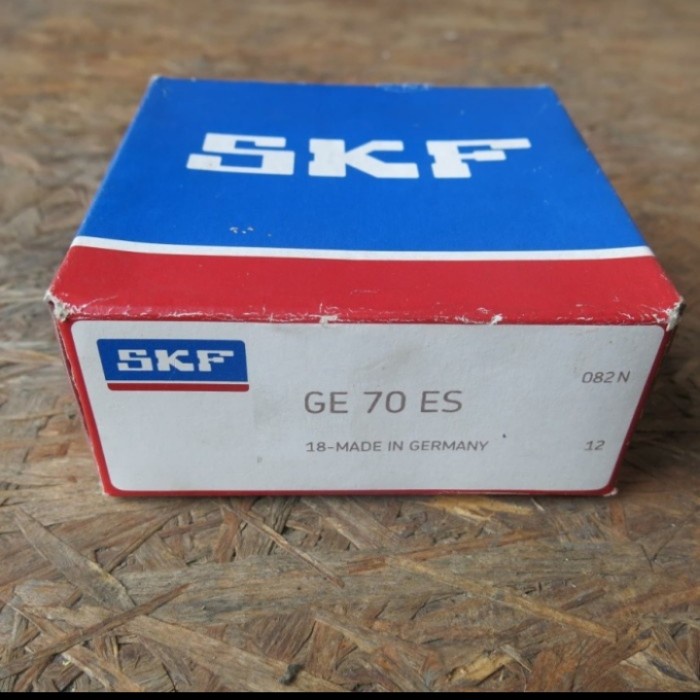 SKF
SKF
082 N
GE 70 ES
18-MADE IN GERMANY
12